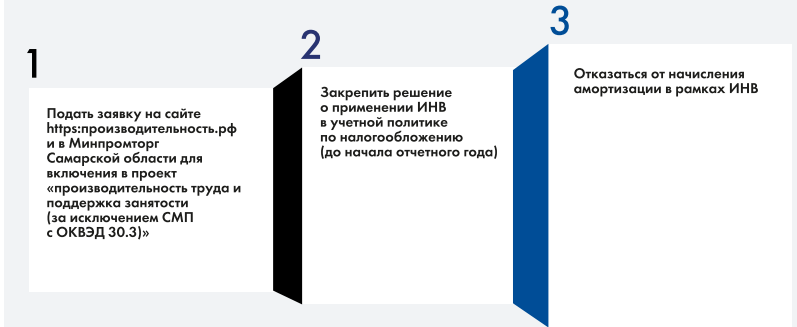 1
Подать заявку на сайте
https:производительность.рф
и в Минпромторг
Самарской области для
включения в проект
«производительность труда и
поддержка занятости
(за исключением СМП
с ОКВЭД 30.3)»
2
Закрепить решение
о применении ИНВ
в учетной политике
по налогообложению
(до начала отчетного года)
3
Отказаться от начисления
амортизации в рамках ИНВ